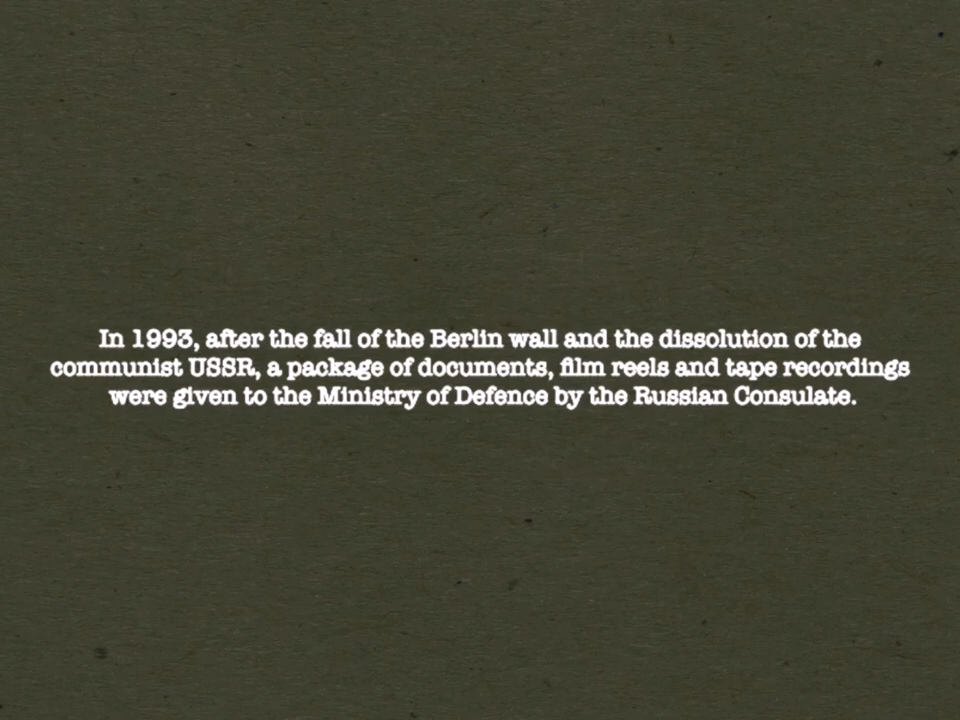 In 1993, after the fall of the Berlin wall and the dissolution of the
communist USSR, a package of documents, film reels and tape recordings
were given to the Ministry of Defence by the Russian Consulate.